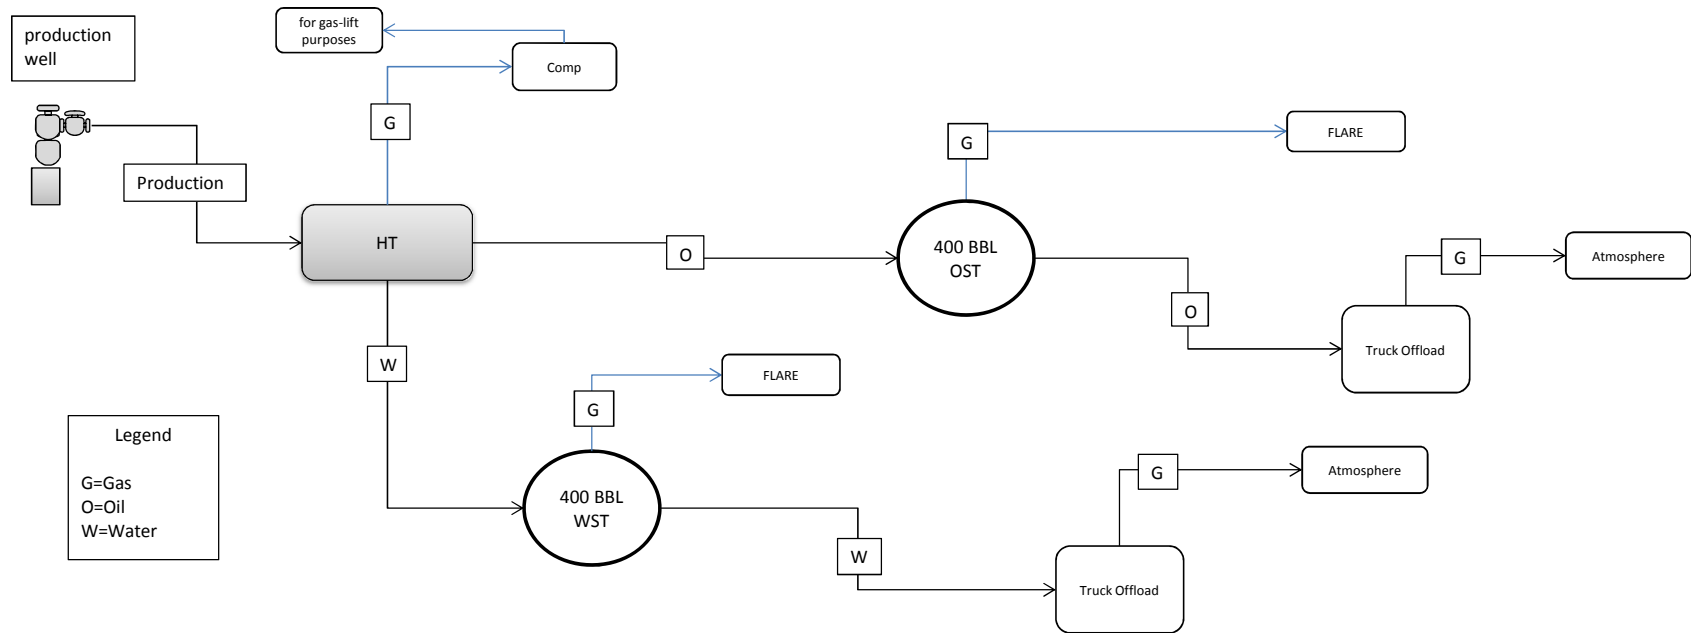 production
well
for gas-lift
purposes
Comp
G
G
FLARE
Production
HT
O
400 BBL
OST
G
Atmosphere
O
Truck Offload
W
FLARE
G
Legend
G=Gas
O=Oil
W=Water
400 BBL
WST
G
Atmosphere
W
Truck Offload